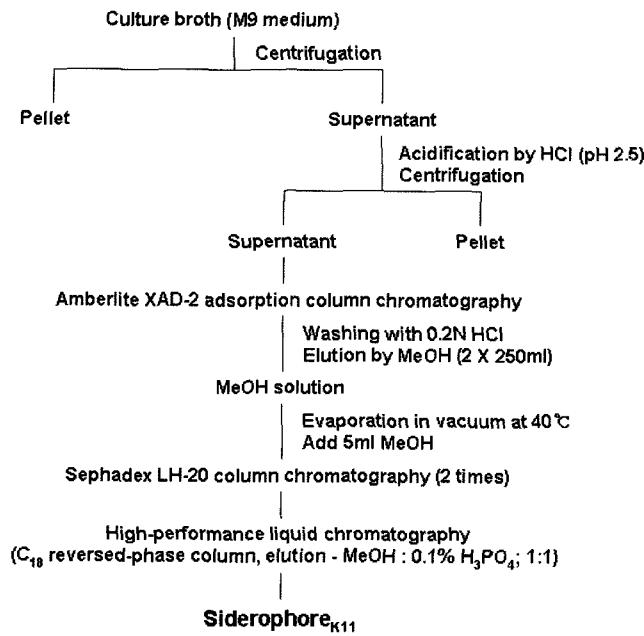 Culture broth (M9 medium)
Centrifugation
Pellet
Supernatant
Acidification by HCl (pH 2.5)
Centrifugation
Supernatant
Pellet
Amberlite XAD-2 adsorption column chromatography
Washing with 0.2N HCl
Elution by MeOH (2 X 250ml)
MeOH solution
Evaporation in vacuum at 40℃
Add 5ml MeOH
Sephadex LH-20 column chromatography (2 times)
High-performance liquid chromatography
(C₁₈ reversed-phase column, elution - MeOH : 0.1% H₃PO₄; 1:1)
Siderophore_K11